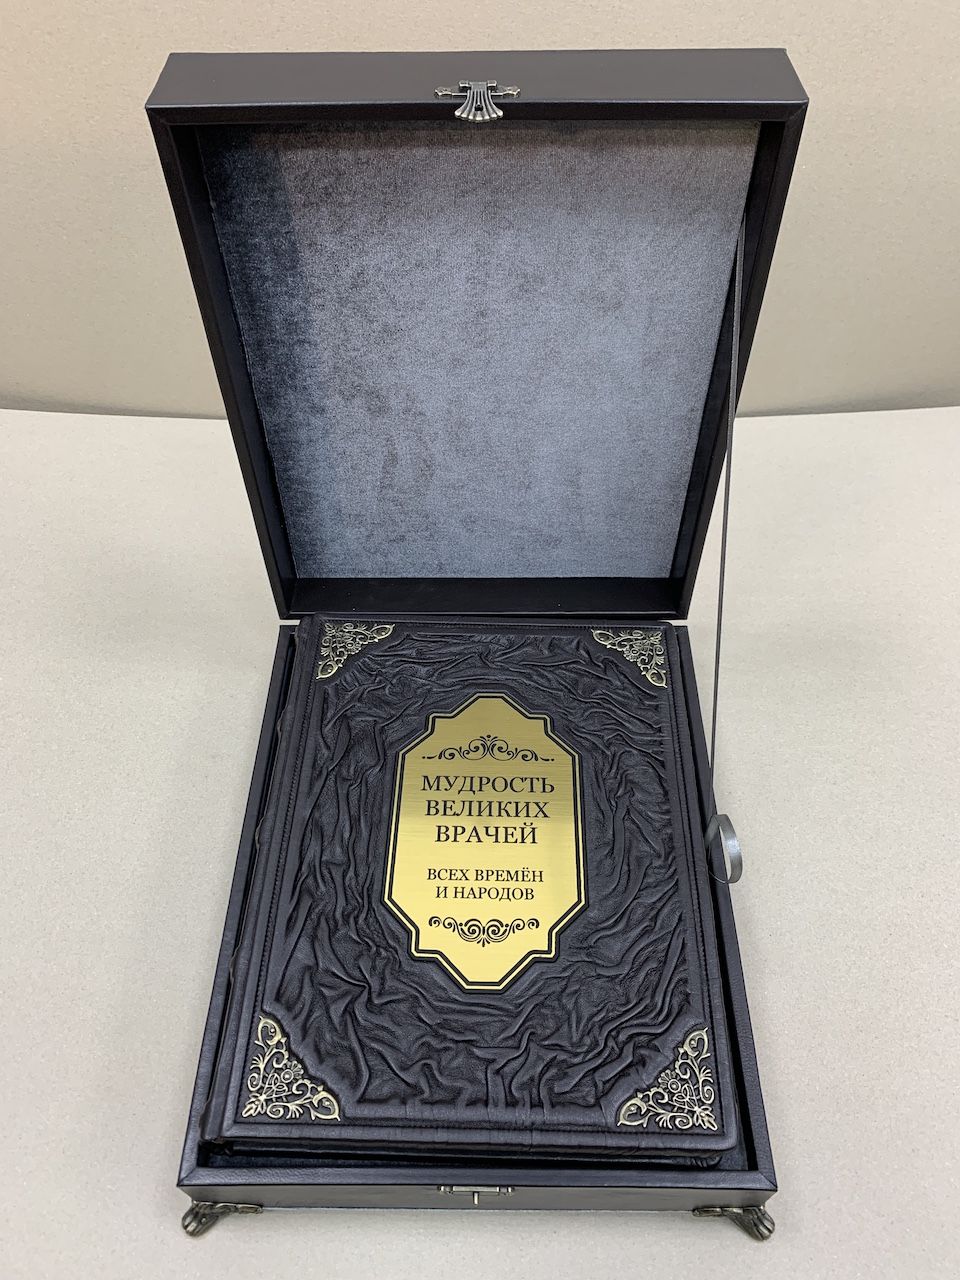 МУДРОСТЬ
ВЕЛИКИХ
ВРАЧЕЙ
ВСЕХ ВРЕМЁН
И НАРОДОВ